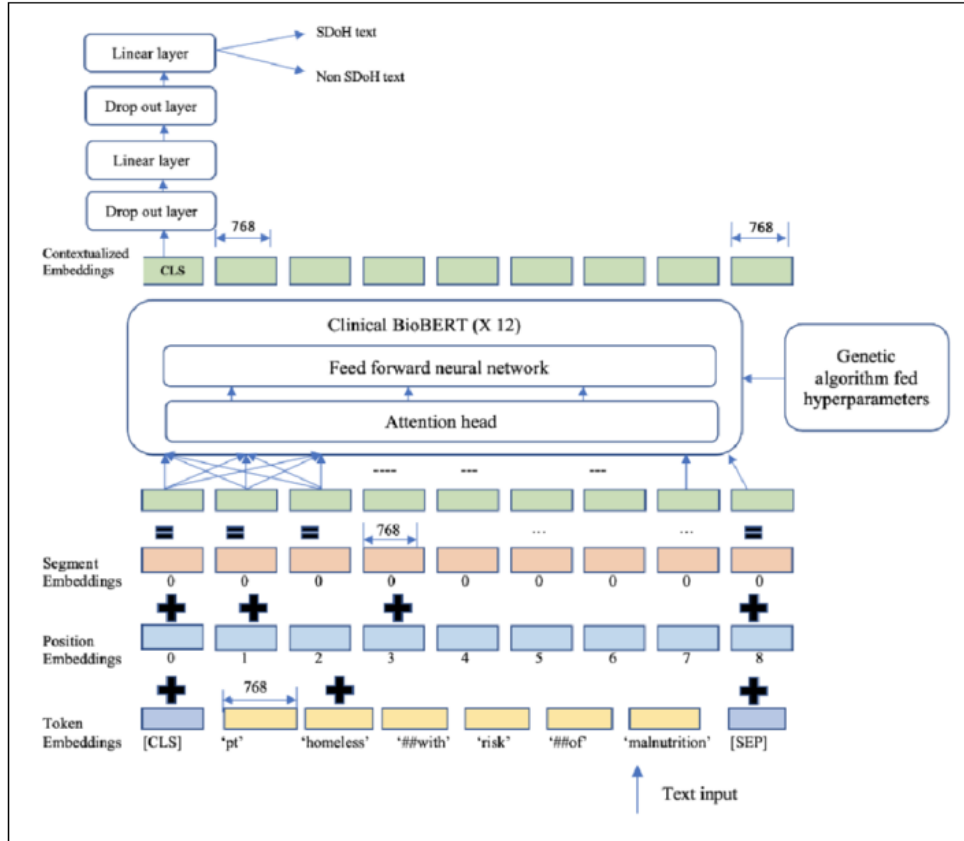 SDoH text
Linear layer
Non SDoH text
Drop out layer
Linear layer
Drop out layer
768
768
Contextualized
Embeddings
CLS
Clinical BioBERT (X 12)
Feed forward neural network
Attention head
Genetic
algorithm fed
hyperparameters
---- --- ---
= = = 768 ... ... =
Segment
Embeddings
0 0 0 0 0 0 0 0 0
+ + + +
Position
Embeddings
0 1 2 3 4 5 6 7 8
+ 768 + +
Token
Embeddings
[CLS] ‘pt’ ‘homeless’ ‘##with’ ‘risk’ ‘##of’ ‘malnutrition’ [SEP]
Text input